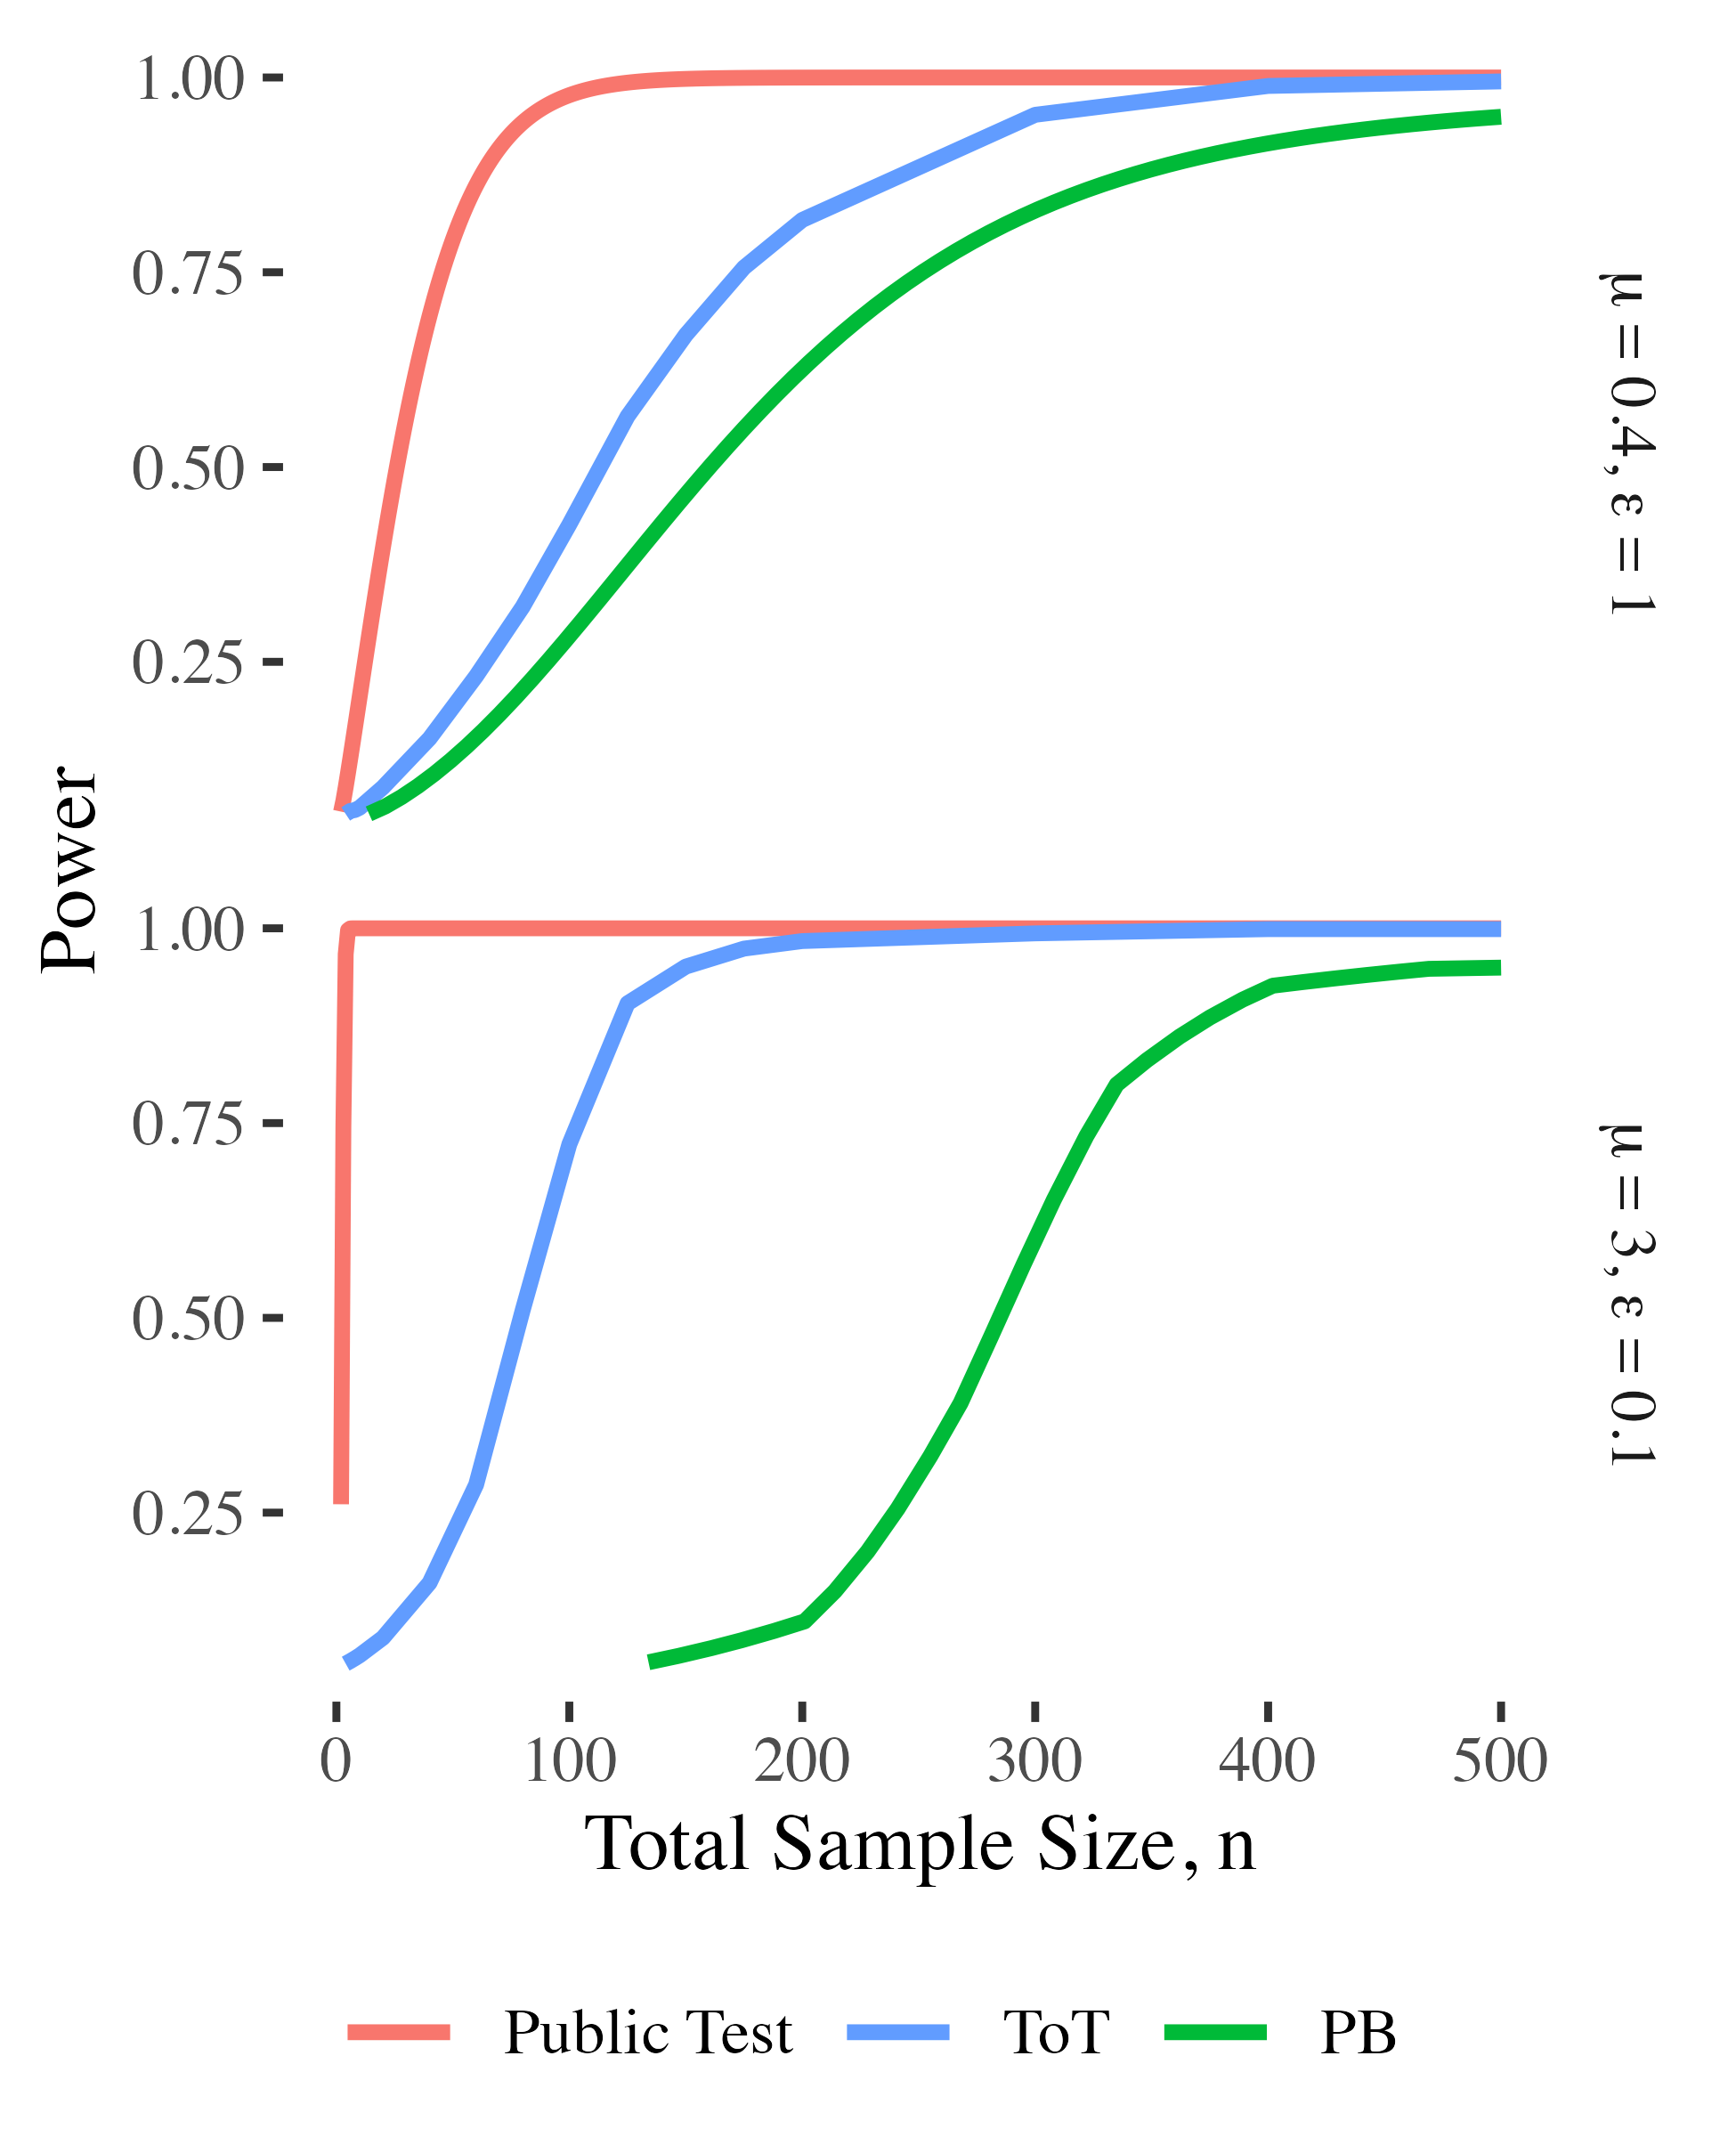 Power
1.00
0.75
0.50
0.25
μ = 0.4, ε = 1
1.00
0.75
0.50
0.25
μ = 3, ε = 0.1
0 100 200 300 400 500
Total Sample Size, n
Public Test ToT PB